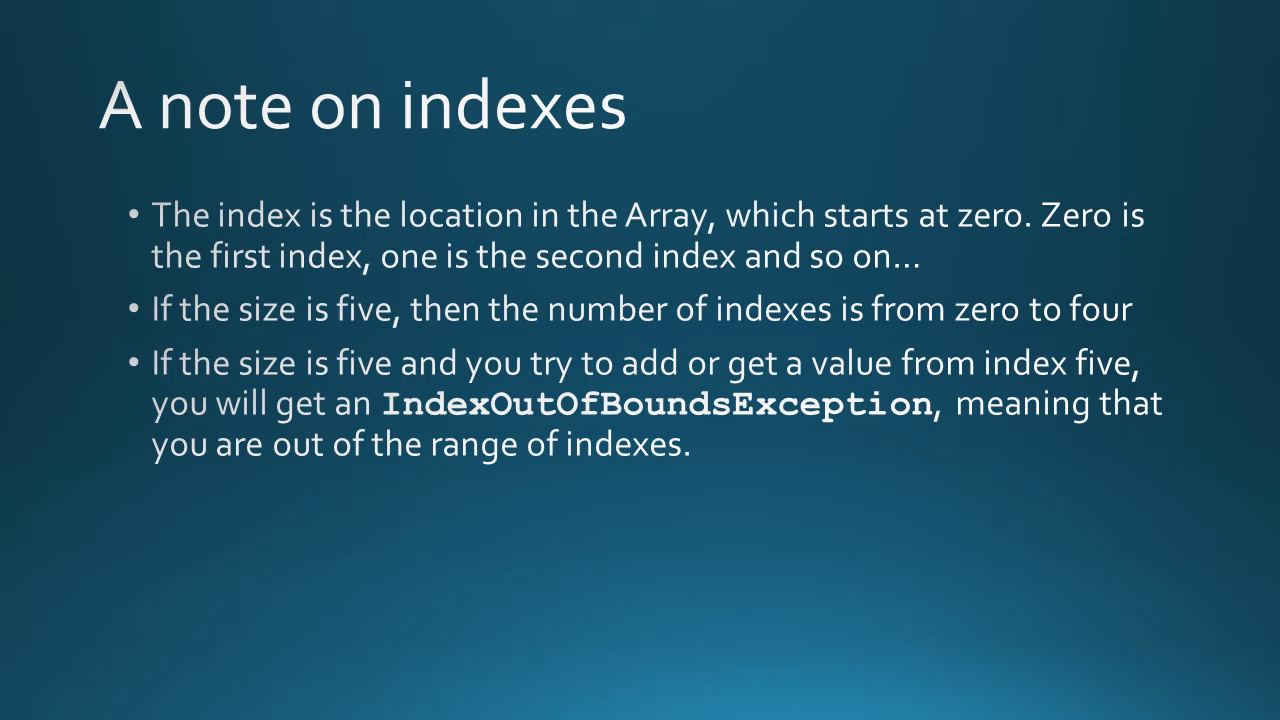 A note on indexes
• The index is the location in the Array, which starts at zero. Zero is
the first index, one is the second index and so on...
• If the size is five, then the number of indexes is from zero to four
• If the size is five and you try to add or get a value from index five,
you will get an IndexOutOfBoundsException, meaning that
you are out of the range of indexes.